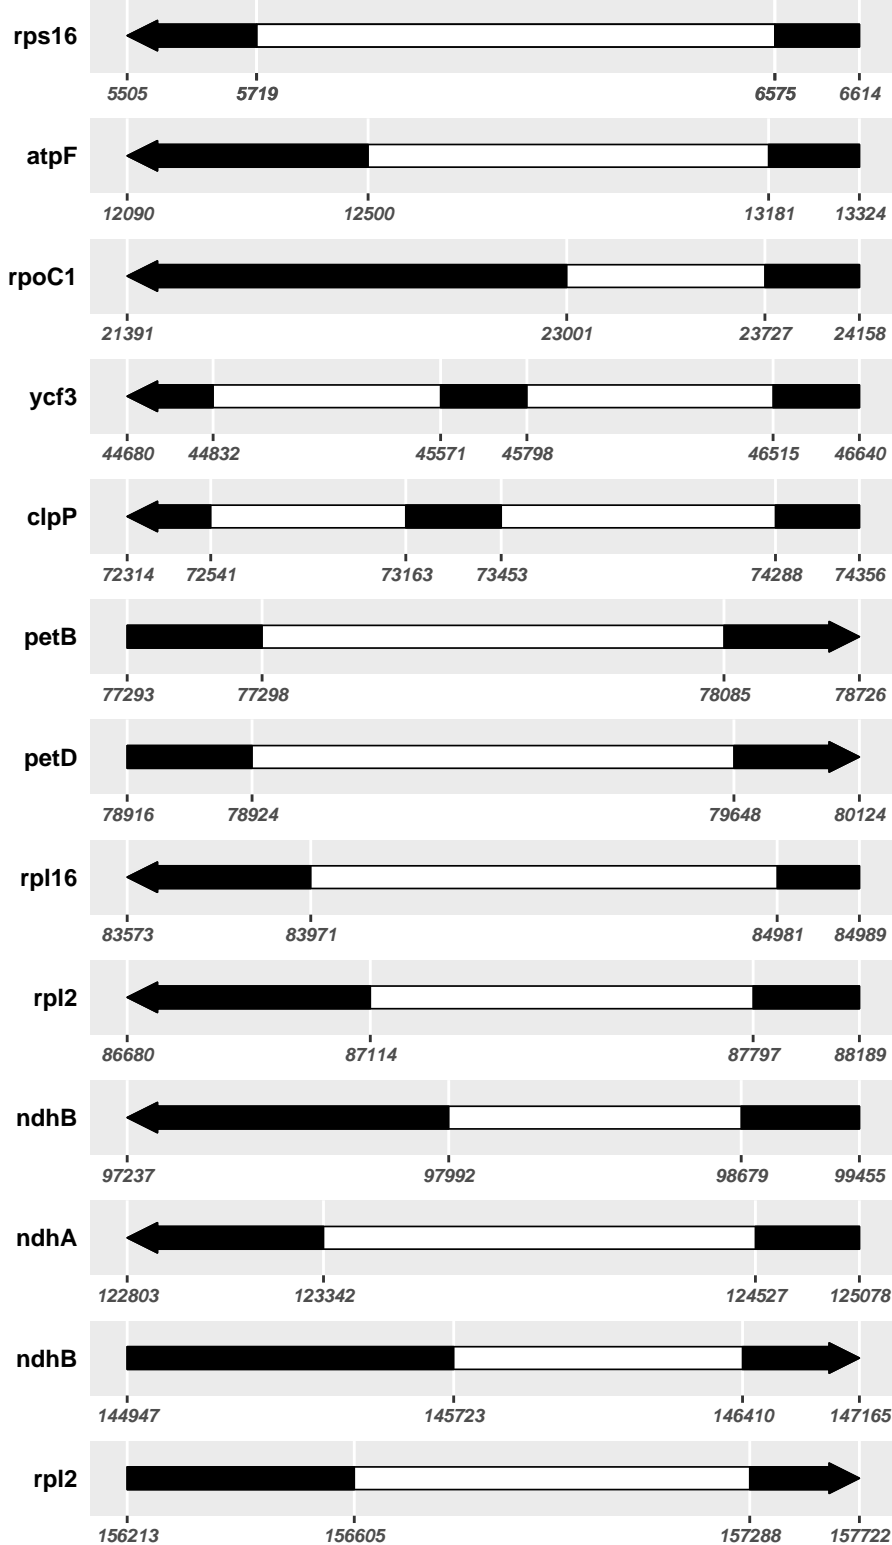 rps16
5505 5719 6575 6614
atpF
12090 12500 13181 13324
rpoC1
21391 23001 23727 24158
ycf3
44680 44832 45571 45798 46515 46640
clpP
72314 72541 73163 73453 74288 74356
petB
77293 77298 78085 78726
petD
78916 78924 79648 80124
rpl16
83573 83971 84981 84989
rpl2
86680 87114 87797 88189
ndhB
97237 97992 98679 99455
ndhA
122803 123342 124527 125078
ndhB
144947 145723 146410 147165
rpl2
156213 156605 157288 157722